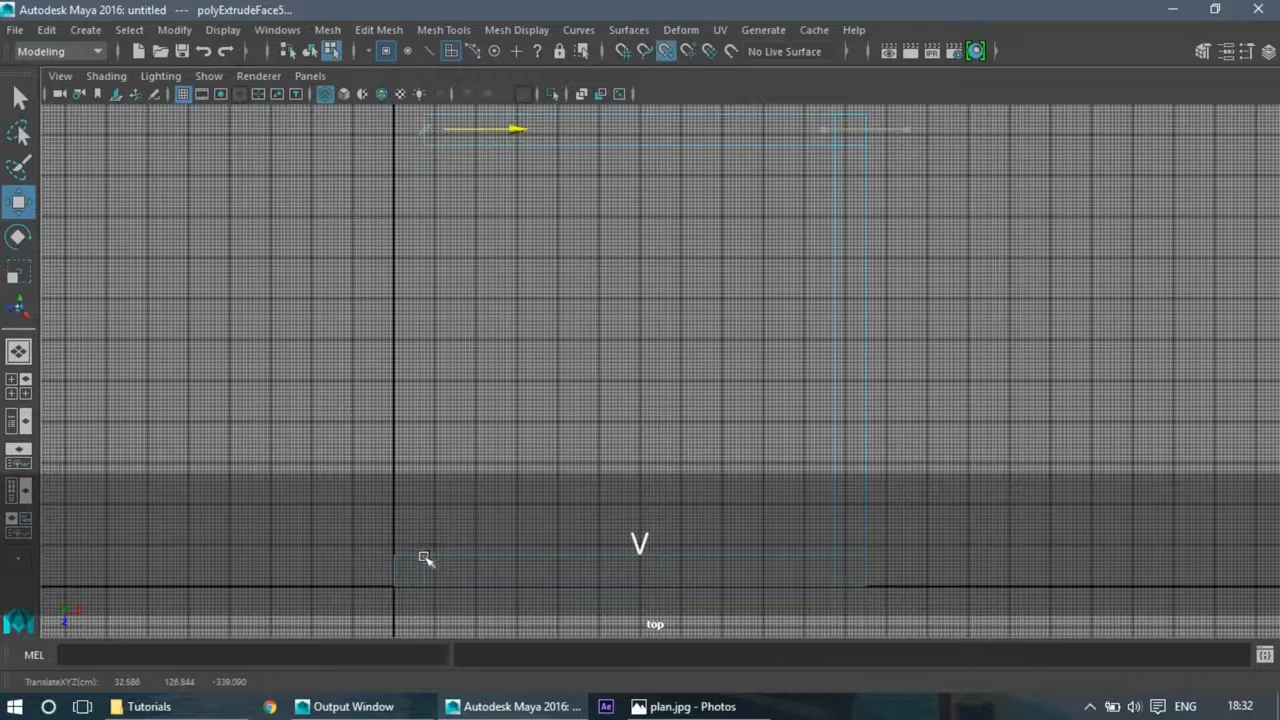 Autodesk Maya 2016: untitled --- polyExtrudeFace5...
File Edit Create Select Modify Display Windows Mesh Edit Mesh Mesh Tools Mesh Display Curves Surfaces Deform UV Generate Cache Help
Modeling No Live Surface
View Shading Lighting Show Renderer Panels
V
top
MEL
TranslateXYZ(cm): 32.586 126.844 -339.090
Tutorials Output Window Autodesk Maya 2016: ... Ae plan.jpg - Photos ENG 18:32